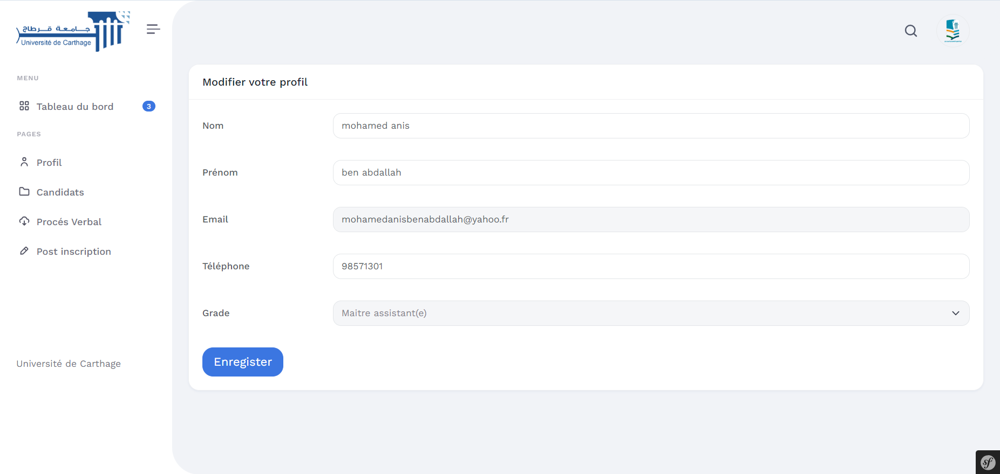 جامعة قرطاج
Université de Carthage
MENU
Tableau du bord 3
PAGES
Profil
Candidats
Procés Verbal
Post inscription
Université de Carthage
Modifier votre profil
Nom mohamed anis
Prénom ben abdallah
Email mohamedanisbenabdallah@yahoo.fr
Téléphone 98571301
Grade Maitre assistant(e)
Enregister
sf